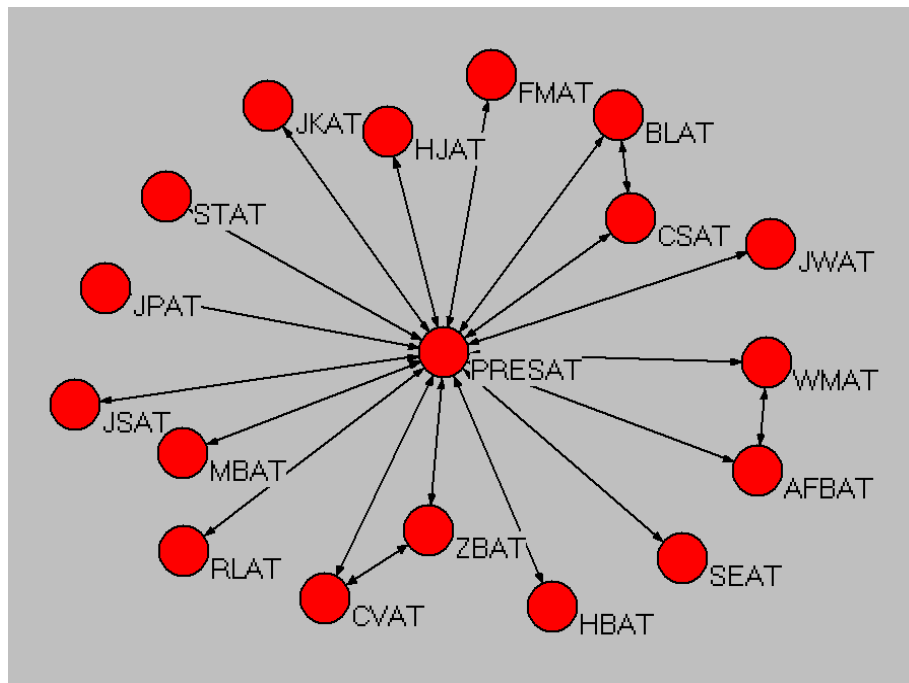 FMAT
JKAT
BLAT
HJAT
STAT
CSAT
JWAT
JPAT
PRESAT
WMAT
JSAT
MBAT
AFBAT
ZBAT
RLAT
SEAT
CVAT
HBAT